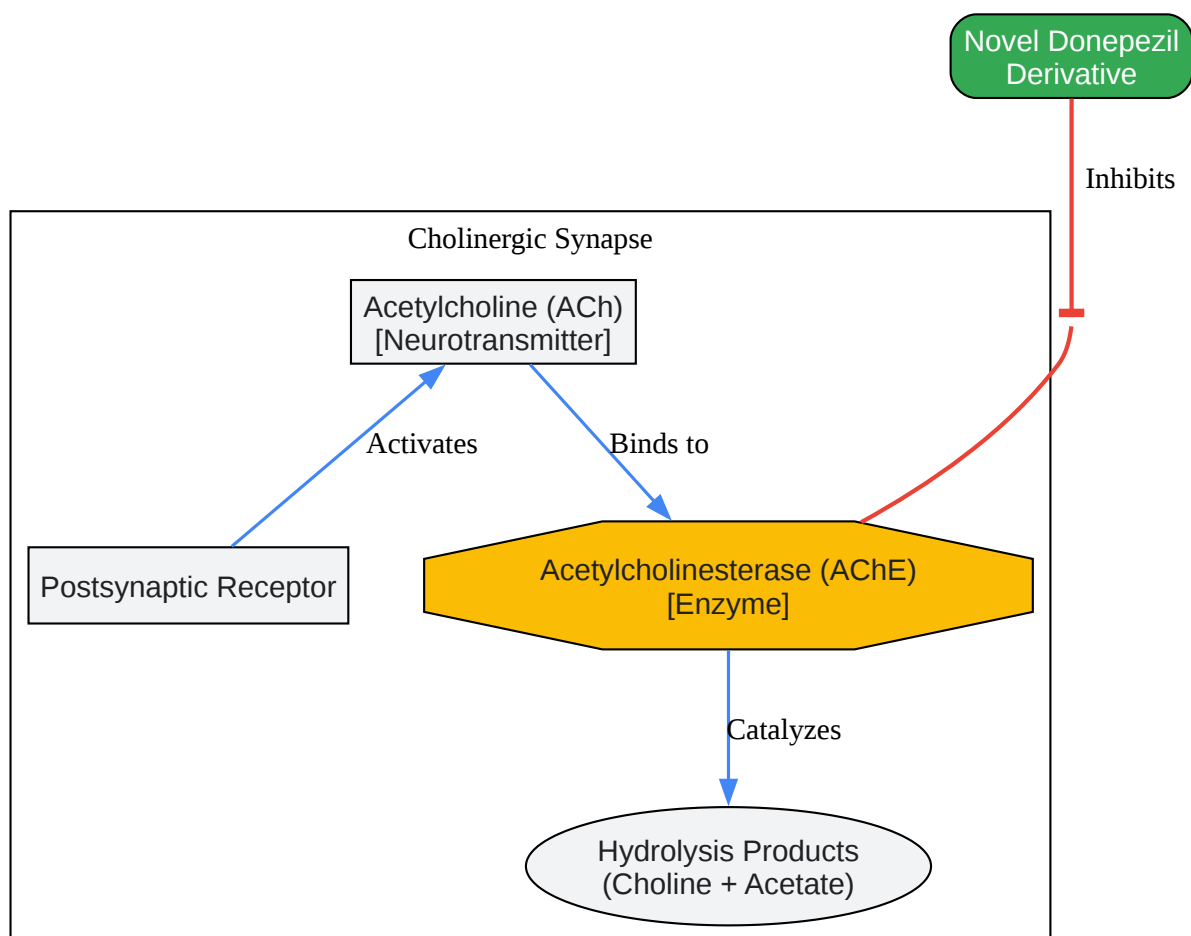 Novel Donepezil
Derivative
Inhibits
Cholinergic Synapse
Acetylcholine (ACh)
[Neurotransmitter]
Activates
Binds to
Postsynaptic Receptor
Acetylcholinesterase (AChE)
[Enzyme]
Catalyzes
Hydrolysis Products
(Choline + Acetate)